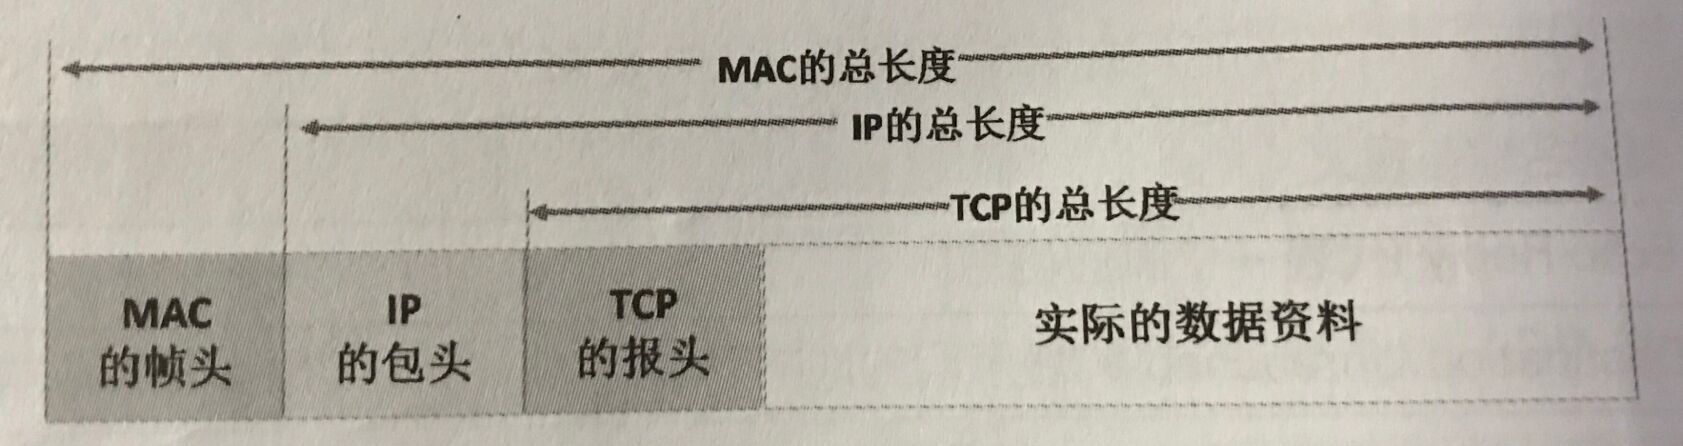 MAC的总长度
IP的总长度
TCP的总长度
MAC
的帧头
IP
的包头
TCP
的报头
实际的数据资料